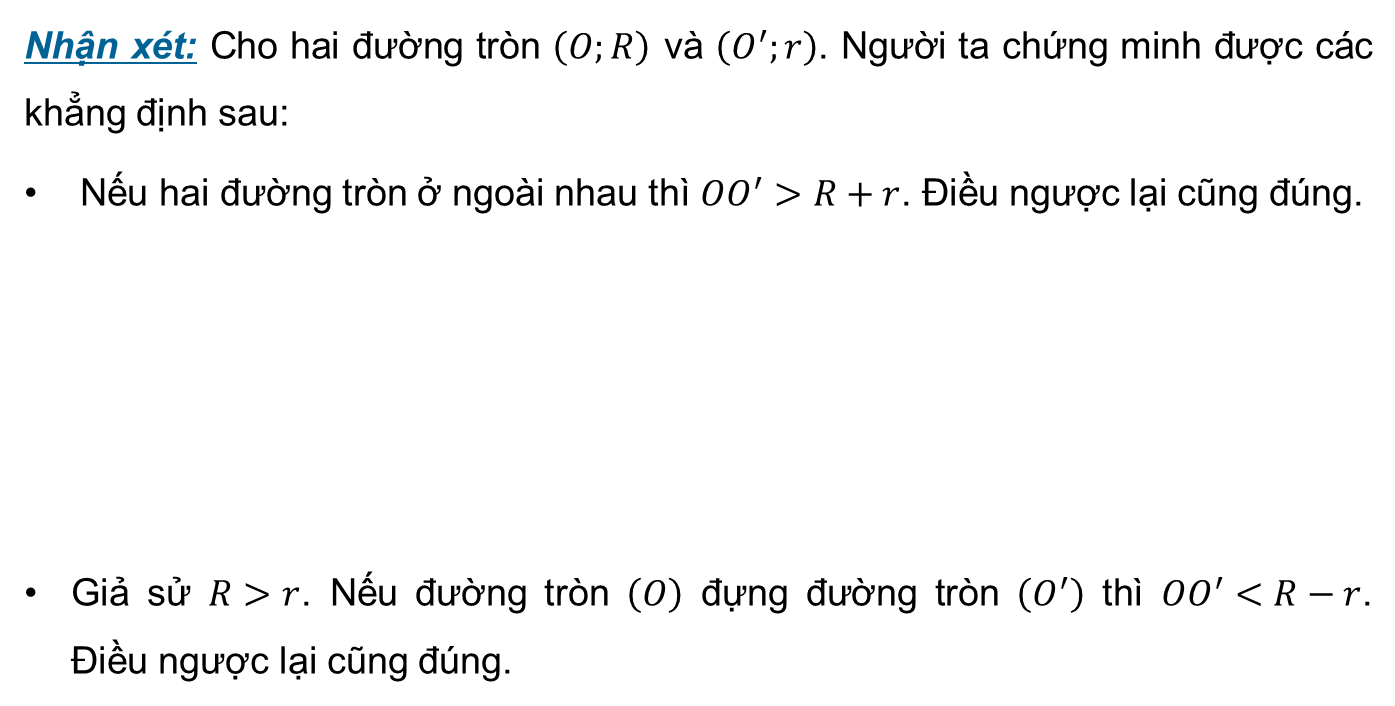 Nhận xét: Cho hai đường tròn (O; R) và (O′; r). Người ta chứng minh được các
khẳng định sau:
• Nếu hai đường tròn ở ngoài nhau thì OO′ > R + r. Điều ngược lại cũng đúng.
• Giả sử R > r. Nếu đường tròn (O) đựng đường tròn (O′) thì OO′ < R − r.
Điều ngược lại cũng đúng.